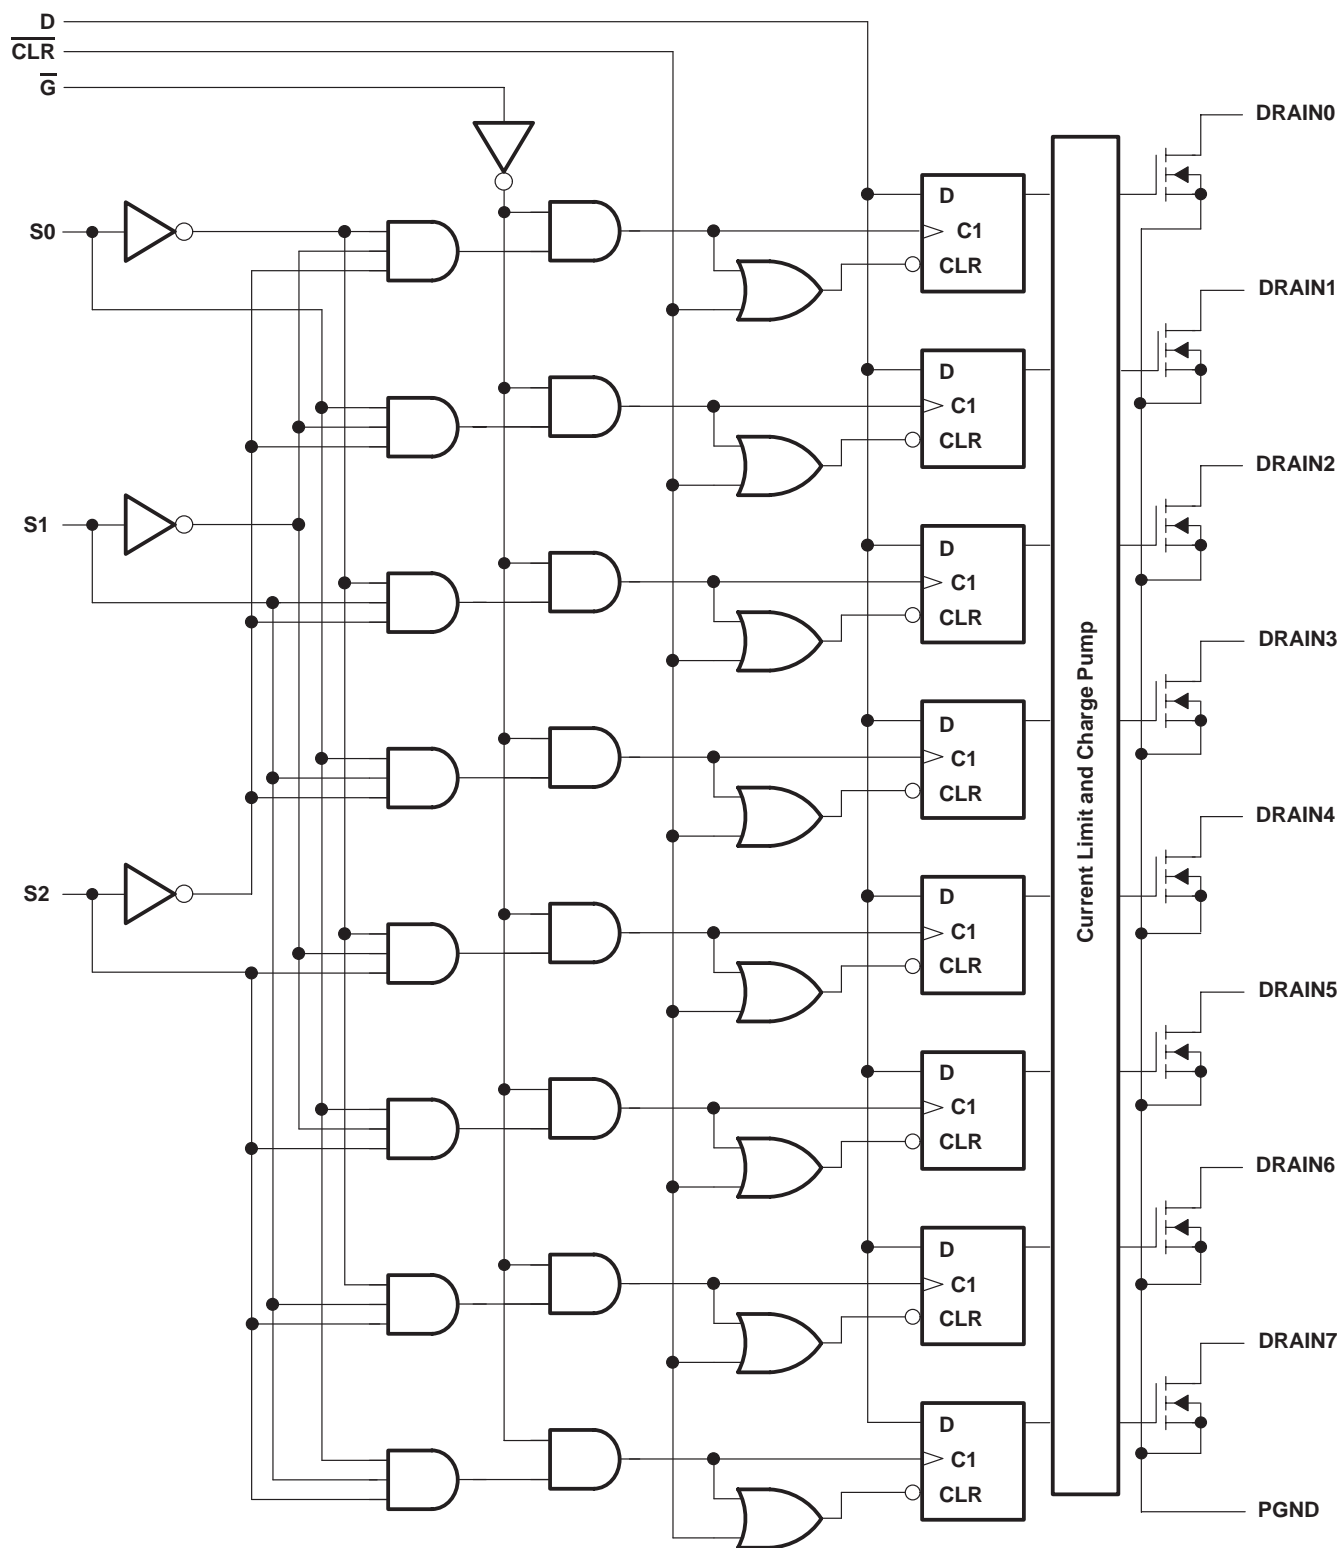 D
C̅L̅R̅
G̅
DRAIN0
D
C1
CLR
S0
DRAIN1
D
C1
CLR
DRAIN2
S1
D
C1
CLR
DRAIN3
D
C1
CLR
Current Limit and Charge Pump
DRAIN4
S2
D
C1
CLR
DRAIN5
D
C1
CLR
DRAIN6
D
C1
CLR
DRAIN7
D
C1
CLR
PGND